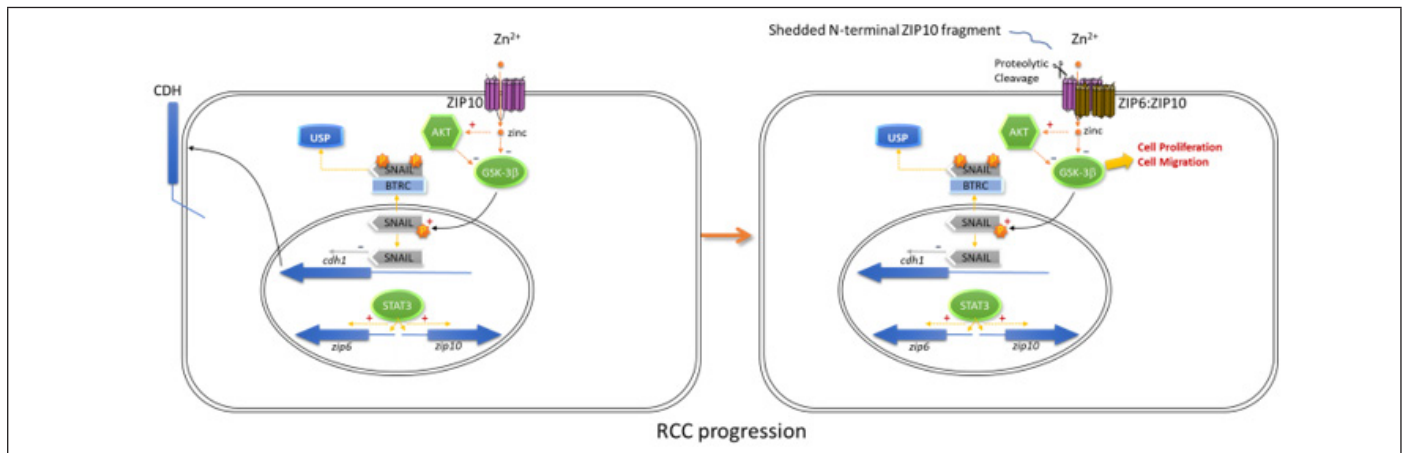 Zn²⁺
CDH
ZIP10
zinc
AKT
+
-
-
USP
SNAIL
BTRC
GSK-3β
SNAIL
P
+
SNAIL
-
cdh1
STAT3
+
+
zip6
zip10
Shedded N-terminal ZIP10 fragment
Zn²⁺
Proteolytic
Cleavage
ZIP6:ZIP10
zinc
AKT
+
-
-
USP
SNAIL
BTRC
GSK-3β
Cell Proliferation
Cell Migration
SNAIL
P
+
SNAIL
-
cdh1
STAT3
+
+
zip6
zip10
RCC progression